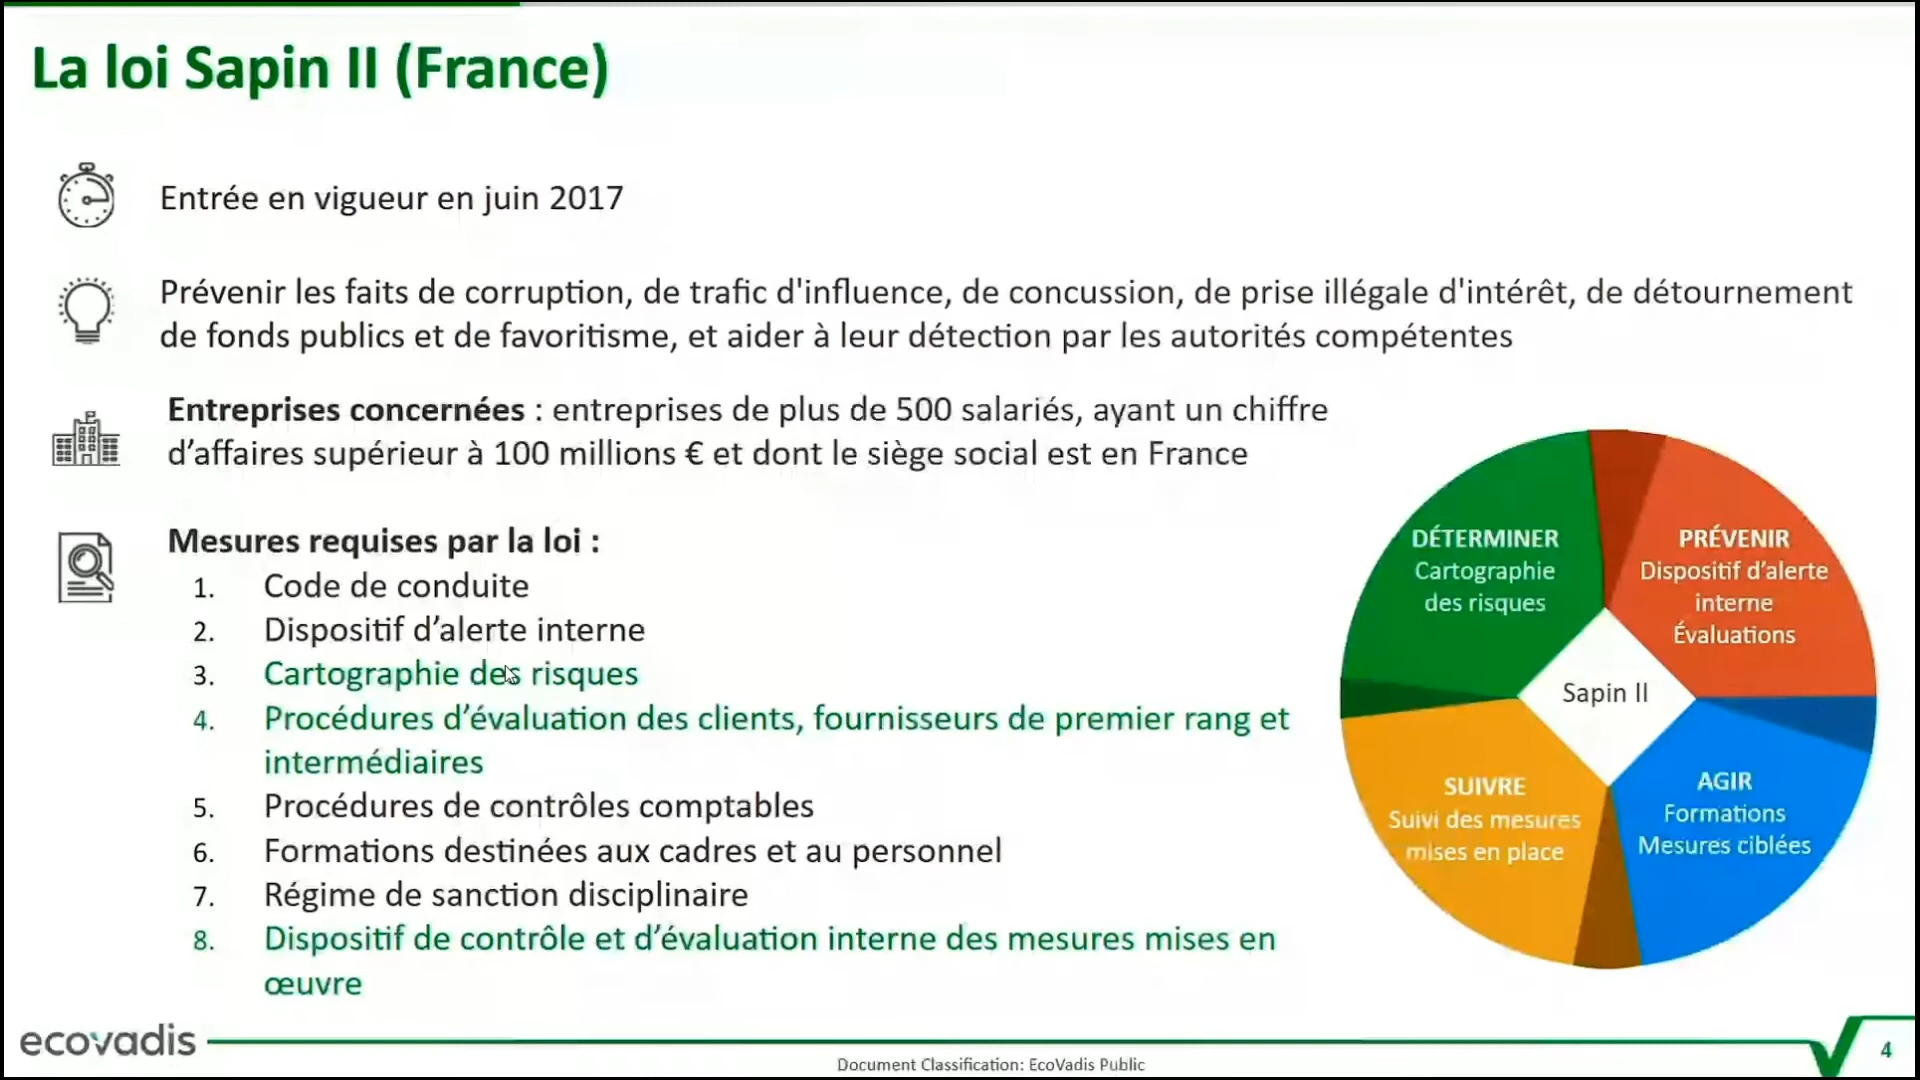 La loi Sapin II (France)
Entrée en vigueur en juin 2017
Prévenir les faits de corruption, de trafic d'influence, de concussion, de prise illégale d'intérêt, de détournement
de fonds publics et de favoritisme, et aider à leur détection par les autorités compétentes
Entreprises concernées : entreprises de plus de 500 salariés, ayant un chiffre
d’affaires supérieur à 100 millions € et dont le siège social est en France
Mesures requises par la loi :
1. Code de conduite
2. Dispositif d’alerte interne
3. Cartographie des risques
4. Procédures d’évaluation des clients, fournisseurs de premier rang et
intermédiaires
5. Procédures de contrôles comptables
6. Formations destinées aux cadres et au personnel
7. Régime de sanction disciplinaire
8. Dispositif de contrôle et d’évaluation interne des mesures mises en
œuvre
DÉTERMINER
Cartographie
des risques
PRÉVENIR
Dispositif d’alerte
interne
Évaluations
Sapin II
SUIVRE
Suivi des mesures
mises en place
AGIR
Formations
Mesures ciblées
ecovadis
Document Classification: EcoVadis Public
4